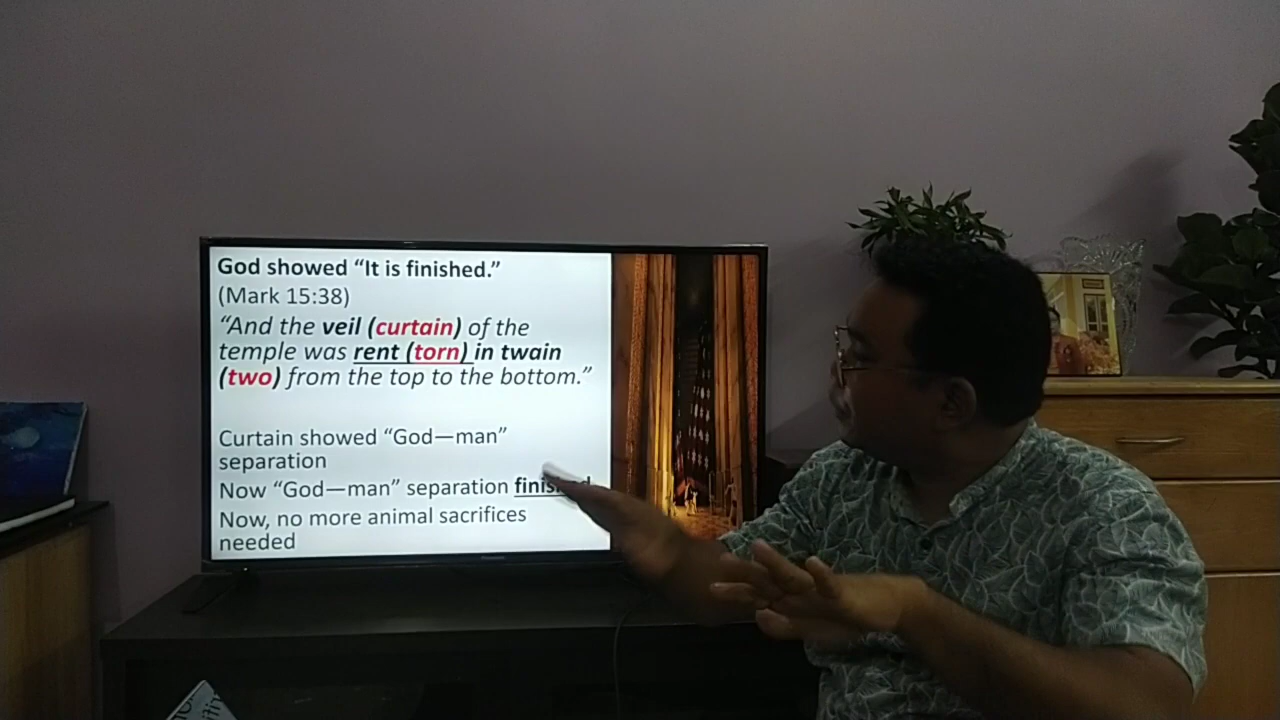 God showed “It is finished.”
(Mark 15:38)
“And the veil (curtain) of the
temple was rent (torn) in twain
(two) from the top to the bottom.”
Curtain showed “God—man”
separation
Now “God—man” separation
Now, no more animal sacrifices
needed